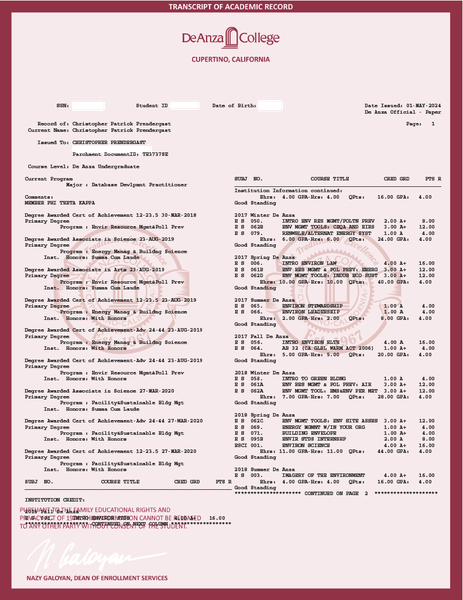 TRANSCRIPT OF ACADEMIC RECORD
DeAnza College
CUPERTINO, CALIFORNIA
SSN:
Student ID
Date of Birth:
Date Issued: 01-MAY-2024
De Anza Official - Paper
Record of: Christopher Patrick Prendergast
Current Name: Christopher Patrick Prendergast
Page: 1
Issued To: CHRISTOPHER PRENDERGAST
Parchment DocumentID: TE37378E
Course Level: De Anza Undergraduate
Current Program
Major : Database Devlpmnt Practitioner
Comments:
MEMBER PHI THETA KAPPA
Degree Awarded Cert of Achievement 12-23.5 30-MAR-2018
Primary Degree
Program : Envir Resource Mgmt&Poll Prev
Degree Awarded Associate in Science 23-AUG-2019
Primary Degree
Program : Energy Manag & Buildng Science
Inst. Honors: Summa Cum Laude
Degree Awarded Associate in Arts 23-AUG-2019
Primary Degree
Program : Envir Resource Mgmt&Poll Prev
Inst. Honors: Summa Cum Laude
Degree Awarded Cert of Achievement 12-23.5 23-AUG-2019
Primary Degree
Program : Energy Manag & Buildng Science
Inst. Honors: With Honors
Degree Awarded Cert of Achievement-Adv 24-44 23-AUG-2019
Primary Degree
Program : Energy Manag & Buildng Science
Inst. Honors: With Honors
Degree Awarded Cert of Achievement-Adv 24-44 23-AUG-2019
Primary Degree
Program : Envir Resource Mgmt&Poll Prev
Inst. Honors: With Honors
Degree Awarded Associate in Science 27-MAR-2020
Primary Degree
Program : Facility&Sustainable Bldg Mgt
Inst. Honors: Summa Cum Laude
Degree Awarded Cert of Achievement-Adv 24-44 27-MAR-2020
Primary Degree
Program : Facility&Sustainable Bldg Mgt
Inst. Honors: With Honors
Degree Awarded Cert of Achievement 12-23.5 27-MAR-2020
Primary Degree
Program : Facility&Sustainable Bldg Mgt
Inst. Honors: With Honors
SUBJ NO. COURSE TITLE CRED GRD PTS R
INSTITUTION CREDIT:
PURSUANT TO THE FAMILY EDUCATIONAL RIGHTS AND
CANNOT BE
CONTINUED ON NEXT COLUMN
TO ANY OTHER PARTY WITHOUT CONSENT OF THE STUDENT.
N. Galoyan
NAZY GALOYAN, DEAN OF ENROLLMENT SERVICES
SUBJ NO. COURSE TITLE CRED GRD PTS R
Institution Information continued:
Ehrs: 4.00 GPA-Hrs: 4.00 QPts: 16.00 GPA: 4.00
Good Standing
2017 Winter De Anza
E S 050. INTRO ENV RES MGMT/POLTN PREV 2.00 A+ 8.00
E S 062B ENV MGMT TOOLS: CEQA AND EIRS 3.00 A+ 12.00
E S 079. RENWBLE/ALTERNAT ENERGY SYST 1.00 A 4.00
Ehrs: 6.00 GPA-Hrs: 6.00 QPts: 24.00 GPA: 4.00
Good Standing
2017 Spring De Anza
E S 006. INTRO ENVIRON LAW 4.00 A+ 16.00
E S 061B ENV RES MGMT & POL PREV: ENERG 3.00 A+ 12.00
E S 062D ENV MGMT TOOLS: INDUS ECO SUST 3.00 A+ 12.00
Ehrs: 10.00 GPA-Hrs: 10.00 QPts: 40.00 GPA: 4.00
Good Standing
2017 Summer De Anza
E S 065. ENVIRON STEWARDSHIP 1.00 A 4.00
E S 066. ENVIRON LEADERSHIP 1.00 A 4.00
Ehrs: 2.00 GPA-Hrs: 2.00 QPts: 8.00 GPA: 4.00
Good Standing
2017 Fall De Anza
E S 056. INTRO ENVIRON HLTH 4.00 A 16.00
E S 064. AB 32 (CA GLBL WARM ACT 2006) 1.00 A 4.00
Ehrs: 5.00 GPA-Hrs: 5.00 QPts: 20.00 GPA: 4.00
Good Standing
2018 Winter De Anza
E S 058. INTRO TO GREEN BLDNG 1.00 A 4.00
E S 061A ENV RES MGMT & POL PREV: AIR 3.00 A+ 12.00
E S 062A ENV MGMT TOOL: EMS&ENV PER MET 3.00 A+ 12.00
Ehrs: 7.00 GPA-Hrs: 7.00 QPts: 28.00 GPA: 4.00
Good Standing
2018 Spring De Anza
E S 062C ENV MGMT TOOLS: ENV SITE ASSES 3.00 A+ 12.00
E S 069. ENERGY MGMNT W/IN YOUR ORG 1.00 A+ 4.00
E S 071. BUILDING ENVELOPE 1.00 A+ 4.00
E S 095B ENVIR STDS INTERNSHIP 2.00 A 8.00
ESCI 001. ENVIRON SCIENCE 4.00 A+ 16.00
Ehrs: 11.00 GPA-Hrs: 11.00 QPts: 44.00 GPA: 4.00
Good Standing
2018 Summer De Anza
E S 003. IMAGERY OF THE ENVIRONMENT 4.00 A+ 16.00
Ehrs: 4.00 GPA-Hrs: 4.00 QPts: 16.00 GPA: 4.00
Good Standing
******************** CONTINUED ON PAGE 2 ********************